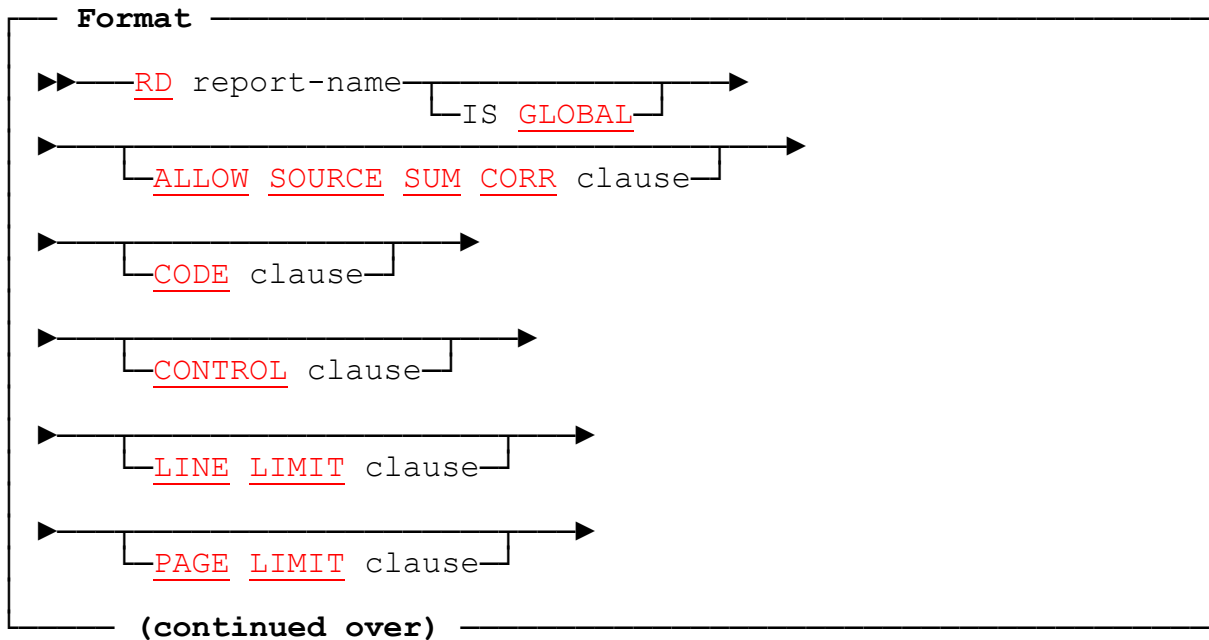 Format
RD report-name
IS GLOBAL
ALLOW SOURCE SUM CORR clause
CODE clause
CONTROL clause
LINE LIMIT clause
PAGE LIMIT clause
(continued over)